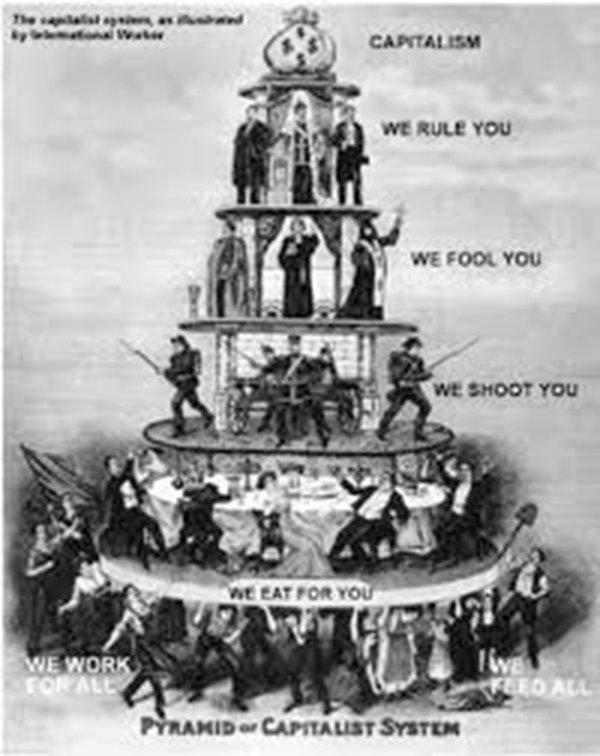 The capitalist system, as illustrated
by International Worker
$ $ $
$
CAPITALISM
WE RULE YOU
WE FOOL YOU
WE SHOOT YOU
WE EAT FOR YOU
WE WORK
FOR ALL
WE
FEED ALL
PYRAMID OF CAPITALIST SYSTEM